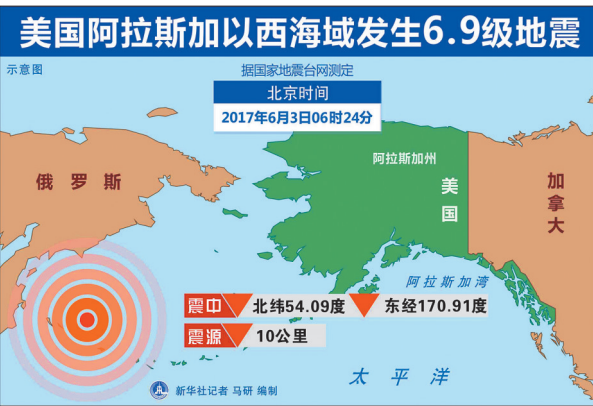 美国阿拉斯加以西海域发生6.9级地震
示意图
据国家地震台网测定
北京时间
2017年6月3日06时24分
阿拉斯加州
俄罗斯
美国
加拿大
阿拉斯加湾
震中 北纬54.09度 东经170.91度
震源 10公里
太平洋
新华社记者 马研 编制